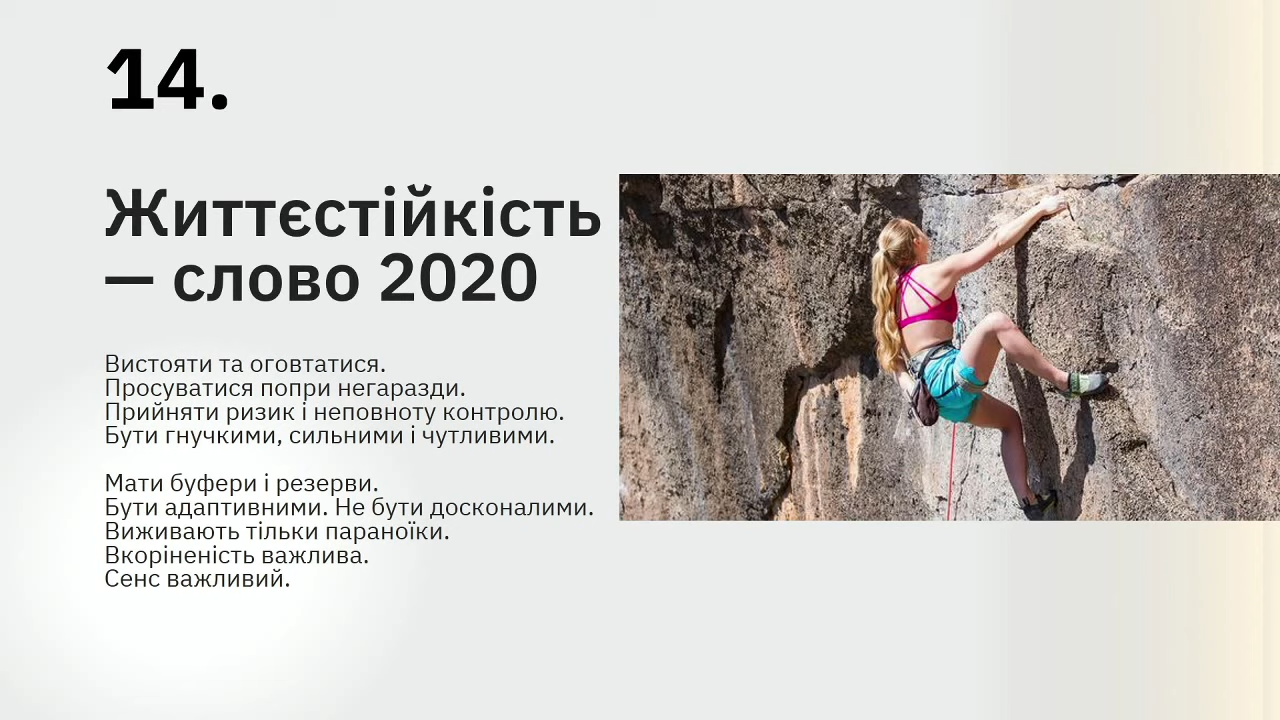 14.
Життєстійкість
— слово 2020
Вистояти та оговтатися.
Просуватися попри негаразди.
Прийняти ризик і неповноту контролю.
Бути гнучкими, сильними і чутливими.
Мати буфери і резерви.
Бути адаптивними. Не бути досконалими.
Виживають тільки параноїки.
Вкоріненість важлива.
Сенс важливий.